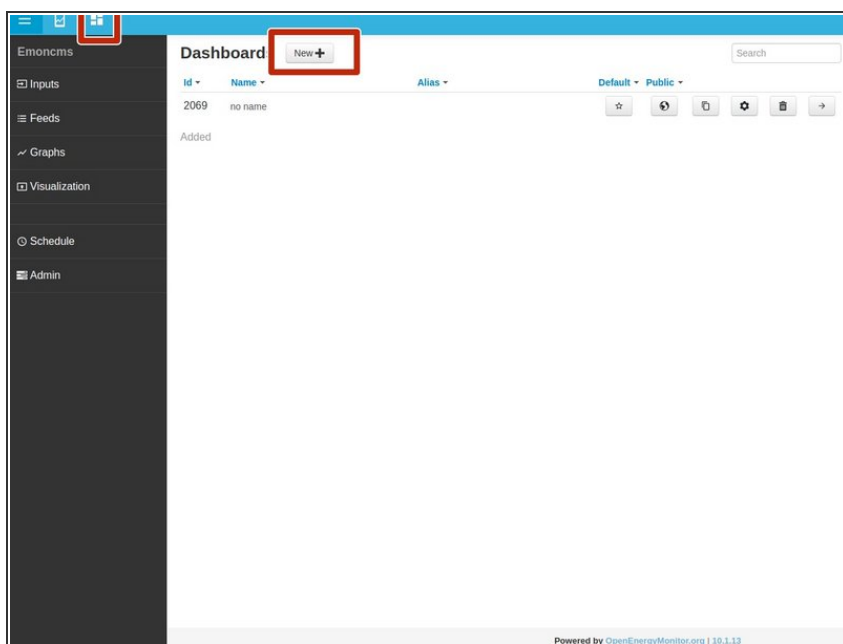 Emoncms
Dashboard
New
Search
Inputs
Id Name Alias Default Public
2069 no name
Feeds
Added
Graphs
Visualization
Schedule
Admin
Powered by OpenEnergyMonitor.org | 10.1.13